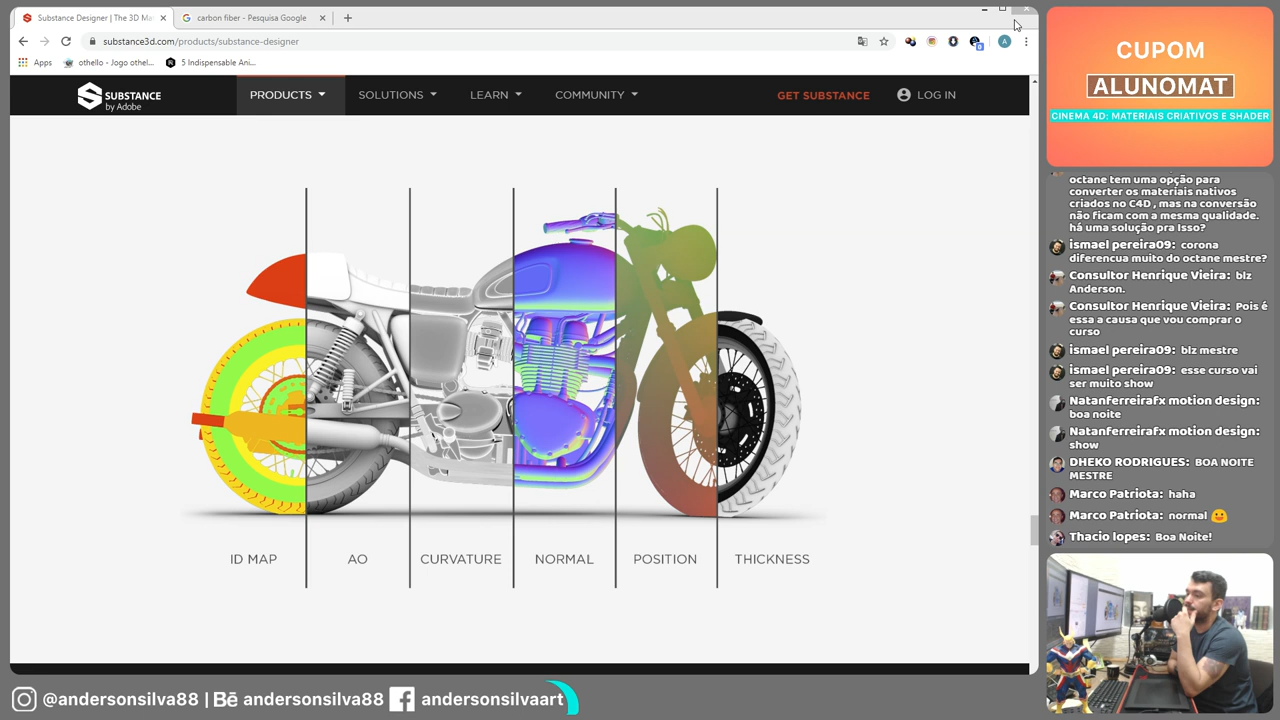 Substance Designer | The 3D Ma
carbon fiber - Pesquisa Google
substance3d.com/products/substance-designer
Apps
othello - Jogo othel...
5 Indispensable Ani...
SUBSTANCE
by Adobe
PRODUCTS
SOLUTIONS
LEARN
COMMUNITY
GET SUBSTANCE
LOG IN
ID MAP
AO
CURVATURE
NORMAL
POSITION
THICKNESS
CUPOM
ALUNOMAT
CINEMA 4D: MATERIAIS CRIATIVOS E SHADER
octane tem uma opção para
converter os materiais nativos
criados no C4D , mas na conversão
não ficam com a mesma qualidade.
há uma solução pra Isso?
ismael pereira09: corona
diferencua muito do octane mestre?
Consultor Henrique Vieira: blz
Anderson.
Consultor Henrique Vieira: Pois é
essa a causa que vou comprar o
curso
ismael pereira09: blz mestre
ismael pereira09: esse curso vai
ser muito show
Natanferreirafx motion design:
boa noite
Natanferreirafx motion design:
show
DHEKO RODRIGUES: BOA NOITE
MESTRE
Marco Patriota: haha
Marco Patriota: normal 😃
Thacio lopes: Boa Noite!
@andersonsilva88 | Bē andersonsilva88 andersonsilvaart